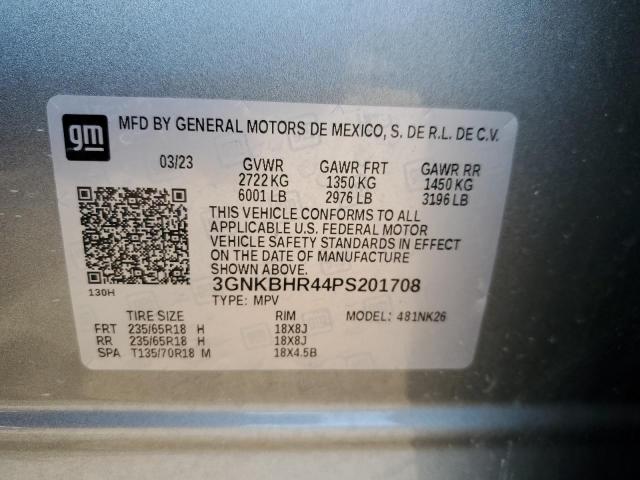 gm MFD BY GENERAL MOTORS DE MEXICO, S. DE R.L. DE C.V.
03/23 GVWR GAWR FRT GAWR RR
2722 KG 1350 KG 1450 KG
6001 LB 2976 LB 3196 LB
THIS VEHICLE CONFORMS TO ALL
APPLICABLE U.S. FEDERAL MOTOR
VEHICLE SAFETY STANDARDS IN EFFECT
ON THE DATE OF MANUFACTURE
SHOWN ABOVE.
130H 3GNKBHR44PS201708
TYPE: MPV MODEL: 481NK26
TIRE SIZE RIM
FRT 235/65R18 H 18X8J
RR 235/65R18 H 18X8J
SPA T135/70R18 M 18X4.5B